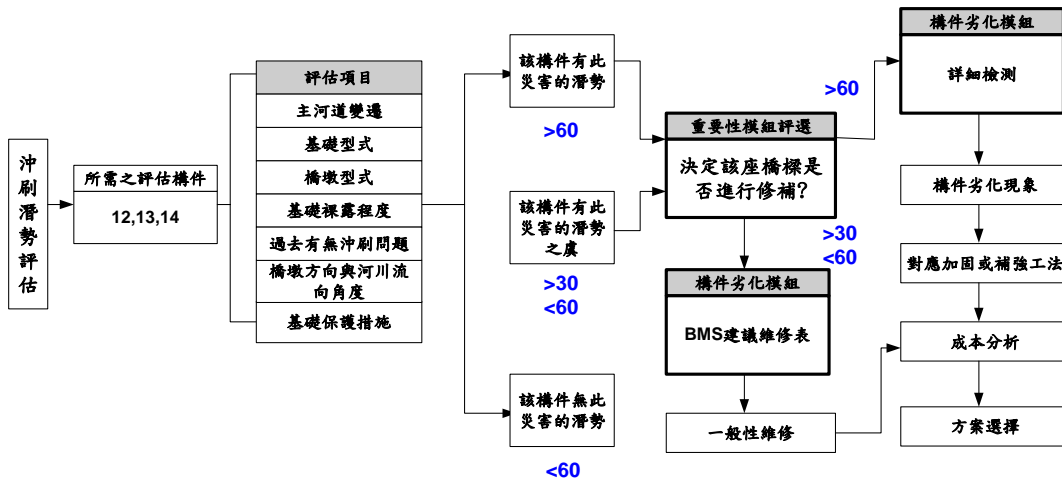 沖
刷
潛
勢
評
估
所需之評估構件
12,13,14
評估項目
主河道變遷
基礎型式
橋墩型式
基礎裸露程度
過去有無沖刷問題
橋墩方向與河川流
向角度
基礎保護措施
該構件有此
災害的潛勢
>60
該構件有此
災害的潛勢
之虞
>30
<60
該構件無此
災害的潛勢
<60
重要性模組評選
決定該座橋樑是
否進行修補?
>60
>30
<60
構件劣化模組
BMS建議維修表
一般性維修
構件劣化模組
詳細檢測
構件劣化現象
對應加固或補強工法
成本分析
方案選擇